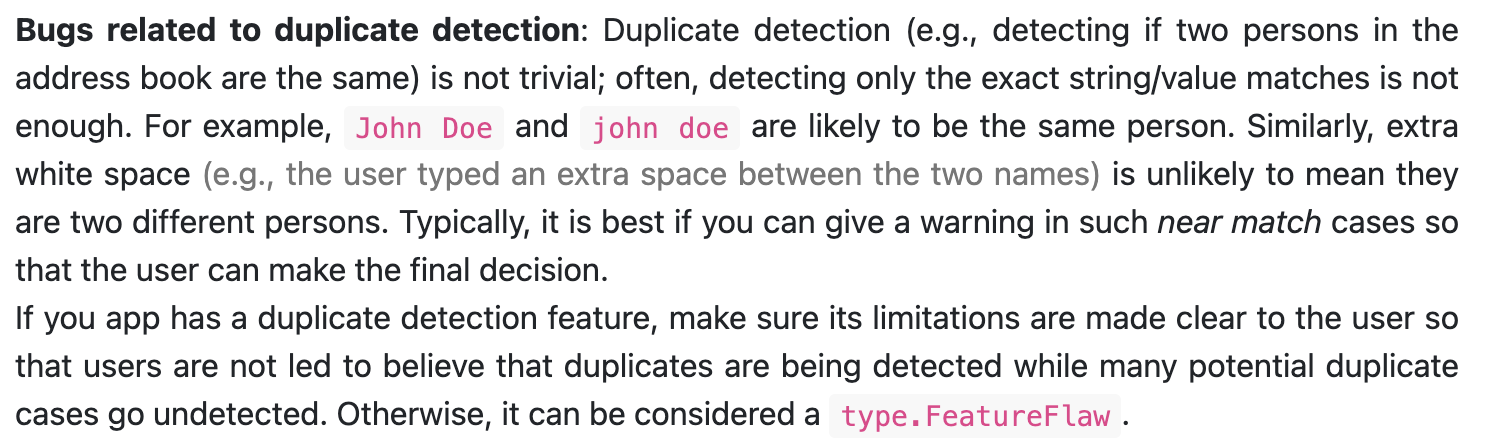 Bugs related to duplicate detection: Duplicate detection (e.g., detecting if two persons in the
address book are the same) is not trivial; often, detecting only the exact string/value matches is not
enough. For example, John Doe and john doe are likely to be the same person. Similarly, extra
white space (e.g., the user typed an extra space between the two names) is unlikely to mean they
are two different persons. Typically, it is best if you can give a warning in such near match cases so
that the user can make the final decision.
If you app has a duplicate detection feature, make sure its limitations are made clear to the user so
that users are not led to believe that duplicates are being detected while many potential duplicate
cases go undetected. Otherwise, it can be considered a type.FeatureFlaw.